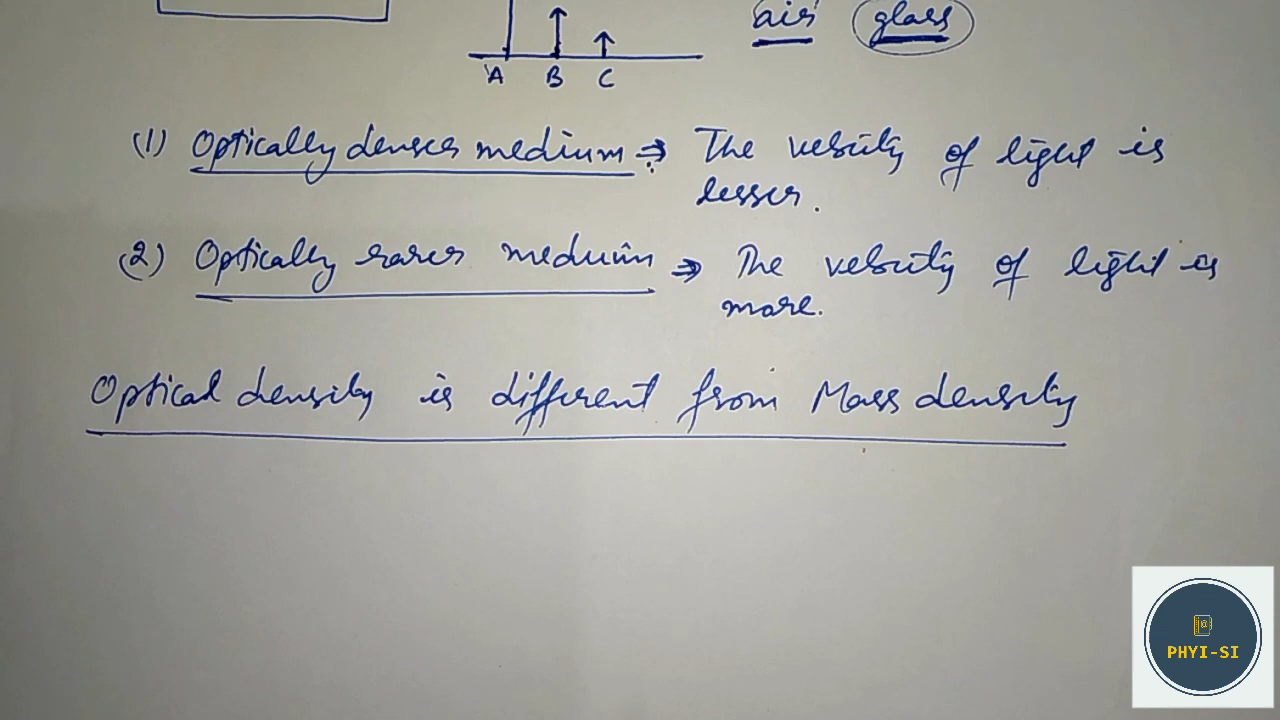 air glass
A B C
(1) Optically denser medium ⇒ The velocity of light is
lesser.
(2) Optically rarer medium ⇒ The velocity of light is
more.
Optical density is different from Mass density
PHYI-SI